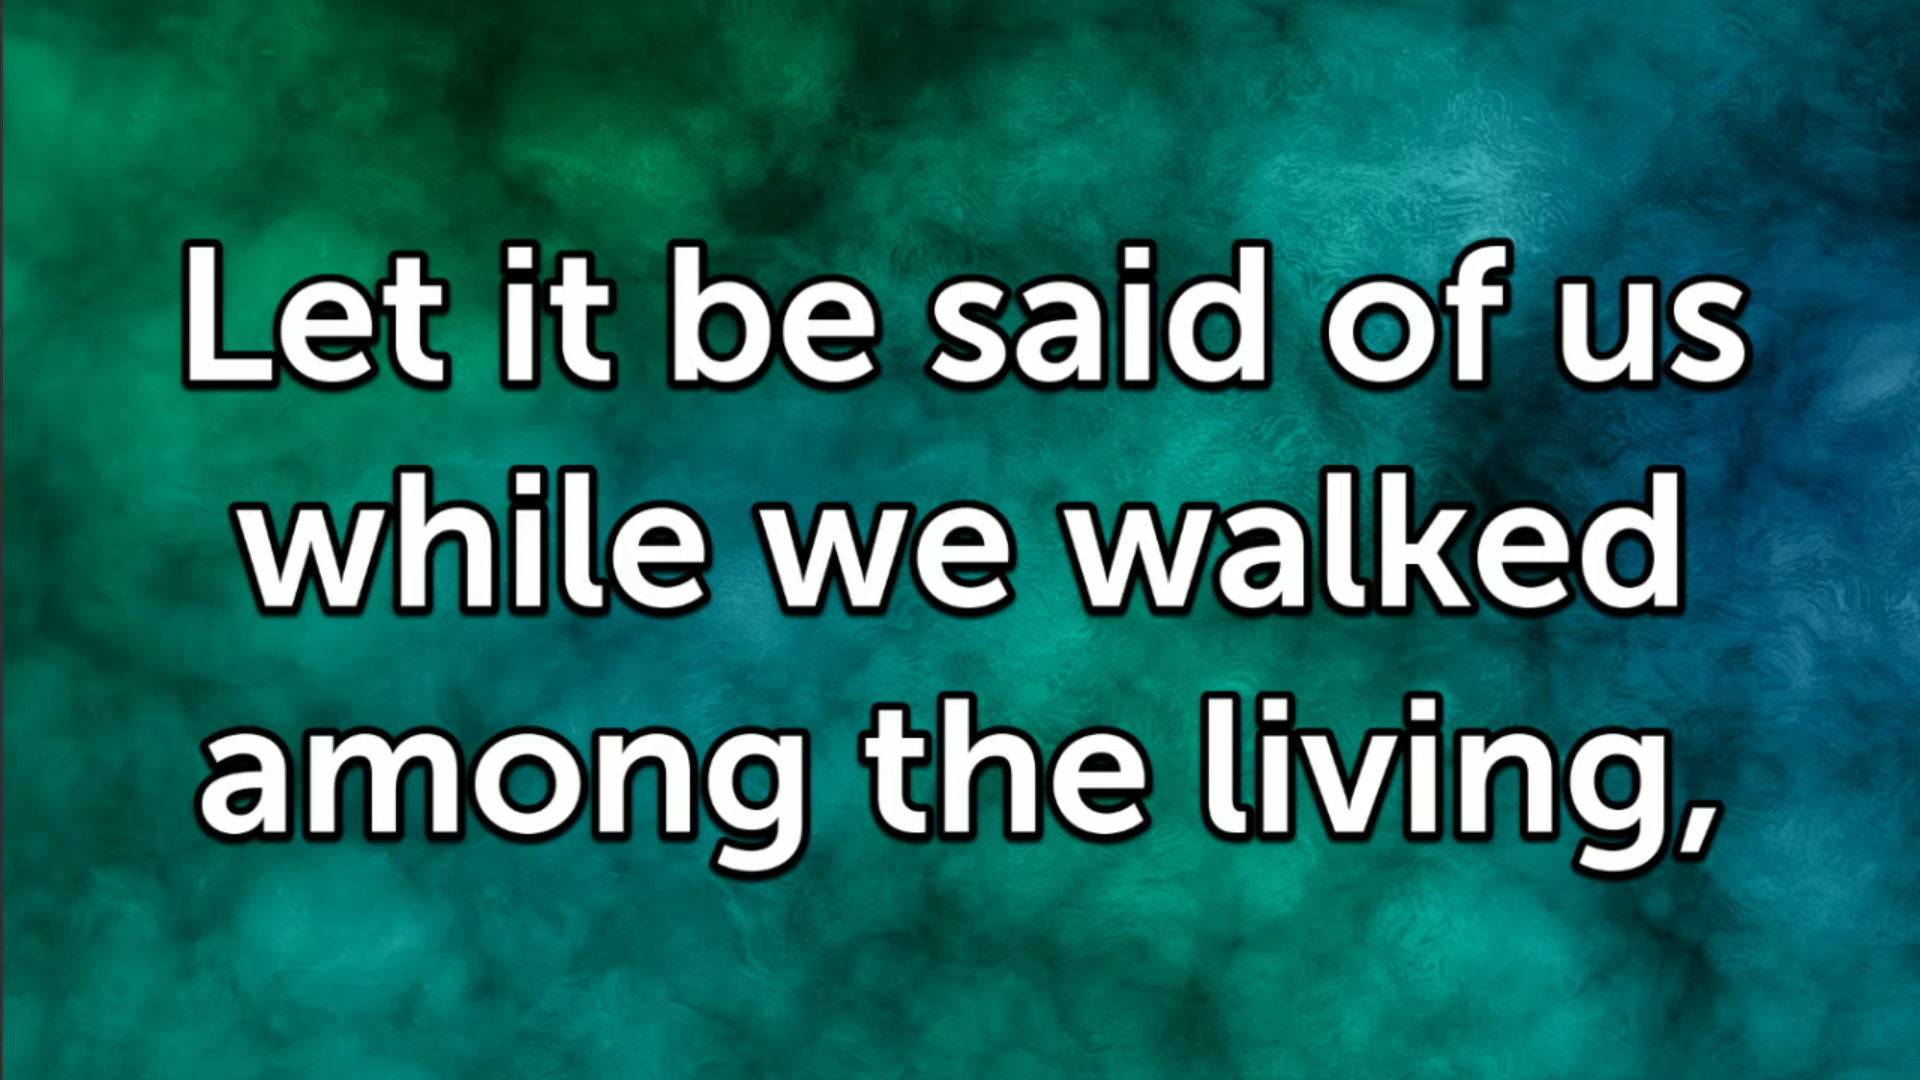 Let it be said of us
while we walked
among the living,